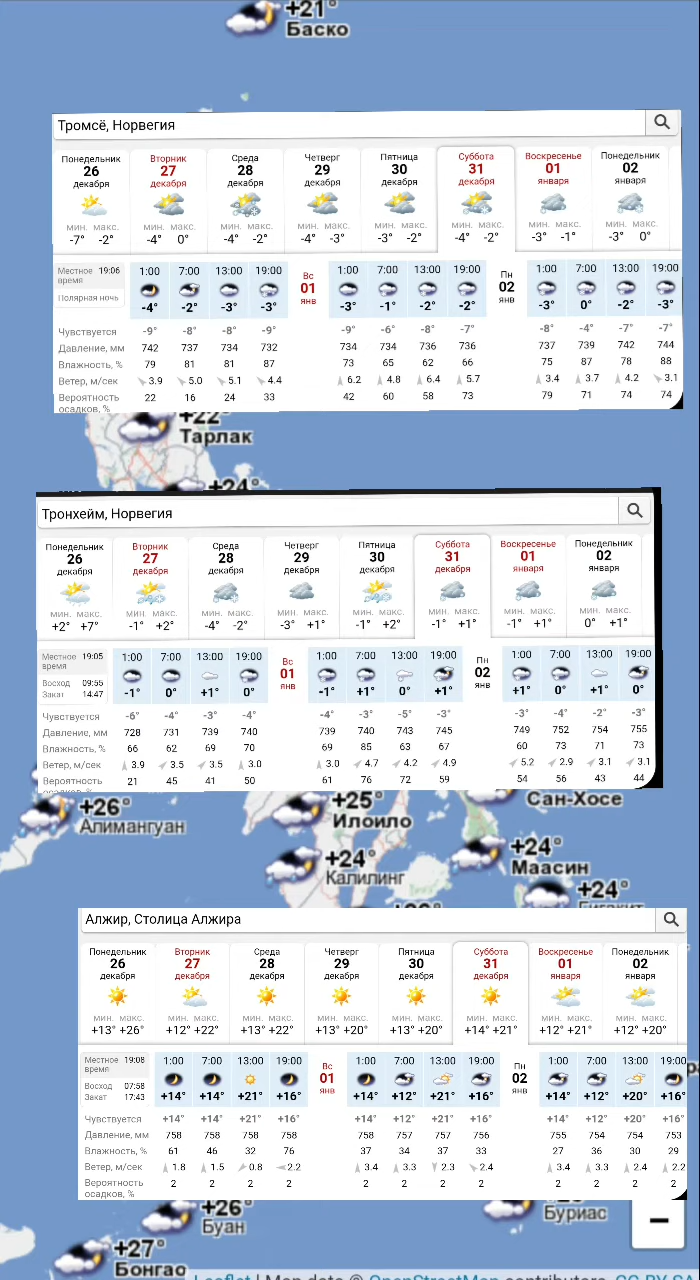 +21°
Баско
Тромсё, Норвегия
Понедельник Вторник Среда Четверг Пятница Суббота Воскресенье Понедельник
26 27 28 29 30 31 01 02
декабря декабря декабря декабря декабря декабря января января
мин. макс. мин. макс. мин. макс. мин. макс. мин. макс. мин. макс. мин. макс. мин. макс.
-7° -2° -4° 0° -4° -2° -4° -3° -3° -2° -4° -2° -3° -1° -3° 0°
Местное время 19:06 1:00 7:00 13:00 19:00 Вс 01 янв 1:00 7:00 13:00 19:00 Пн 02 янв 1:00 7:00 13:00 19:00
Полярная ночь -4° -2° -3° -3° -3° -1° -2° -2° -3° 0° -2° -3°
Чувствуется -9° -8° -8° -9° -9° -6° -8° -7° -8° -4° -7° -7°
Давление, мм 742 737 734 732 734 734 736 736 737 739 742 744
Влажность, % 79 81 81 87 73 65 62 66 75 87 78 88
Ветер, м/сек 3.9 5.0 5.1 4.4 6.2 4.8 6.4 5.7 3.4 3.7 4.2 3.1
Вероятность осадков, % 22 16 24 33 42 60 58 73 79 71 74 74
+22°
Тарлак
+24°
Тронхейм, Норвегия
Понедельник Вторник Среда Четверг Пятница Суббота Воскресенье Понедельник
26 27 28 29 30 31 01 02
декабря декабря декабря декабря декабря декабря января января
мин. макс. мин. макс. мин. макс. мин. макс. мин. макс. мин. макс. мин. макс. мин. макс.
+2° +7° -1° +2° -4° -2° -3° +1° -1° +2° -1° +1° -1° +1° 0° +1°
Местное время 19:05 1:00 7:00 13:00 19:00 Вс 01 янв 1:00 7:00 13:00 19:00 Пн 02 янв 1:00 7:00 13:00 19:00
Восход 09:55
Закат 14:47 -1° 0° +1° 0° -1° +1° 0° +1° +1° 0° +1° 0°
Чувствуется -6° -4° -3° -4° -4° -3° -5° -3° -3° -4° -2° -3°
Давление, мм 728 731 739 740 739 740 743 745 749 752 754 755
Влажность, % 66 62 69 70 69 85 63 67 60 73 71 73
Ветер, м/сек 3.9 3.5 3.5 3.0 3.0 4.7 4.2 4.9 5.2 2.9 3.1 3.1
Вероятность 21 45 41 50 61 76 72 59 54 56 43 44
+26°
Алимангуан
+25°
Илоило
Сан-Хосе
+24°
Калилинг
+24°
Маасин
+24°
Алжир, Столица Алжира
Понедельник Вторник Среда Четверг Пятница Суббота Воскресенье Понедельник
26 27 28 29 30 31 01 02
декабря декабря декабря декабря декабря декабря января января
мин. макс. мин. макс. мин. макс. мин. макс. мин. макс. мин. макс. мин. макс. мин. макс.
+13° +26° +12° +22° +13° +22° +13° +20° +13° +20° +14° +21° +12° +21° +12° +20°
Местное время 19:08 1:00 7:00 13:00 19:00 Вс 01 янв 1:00 7:00 13:00 19:00 Пн 02 янв 1:00 7:00 13:00 19:00
Восход 07:58
Закат 17:43 +14° +14° +21° +16° +14° +12° +21° +16° +14° +12° +20° +16°
Чувствуется +14° +14° +21° +16° +14° +12° +21° +16° +14° +12° +20° +16°
Давление, мм 758 758 758 758 758 757 757 756 755 754 754 753
Влажность, % 61 46 32 76 37 34 37 33 27 36 30 29
Ветер, м/сек 1.8 1.5 0.8 2.2 3.4 3.3 2.3 2.4 3.4 3.3 2.4 2.2
Вероятность осадков, % 2 2 2 2 2 2 2 2 2 2 2 2
+26°
Буан
Буриас
+27°
Бонгао
−
Leaflet | Map data © OpenStreetMap contributors, CC-BY-SA